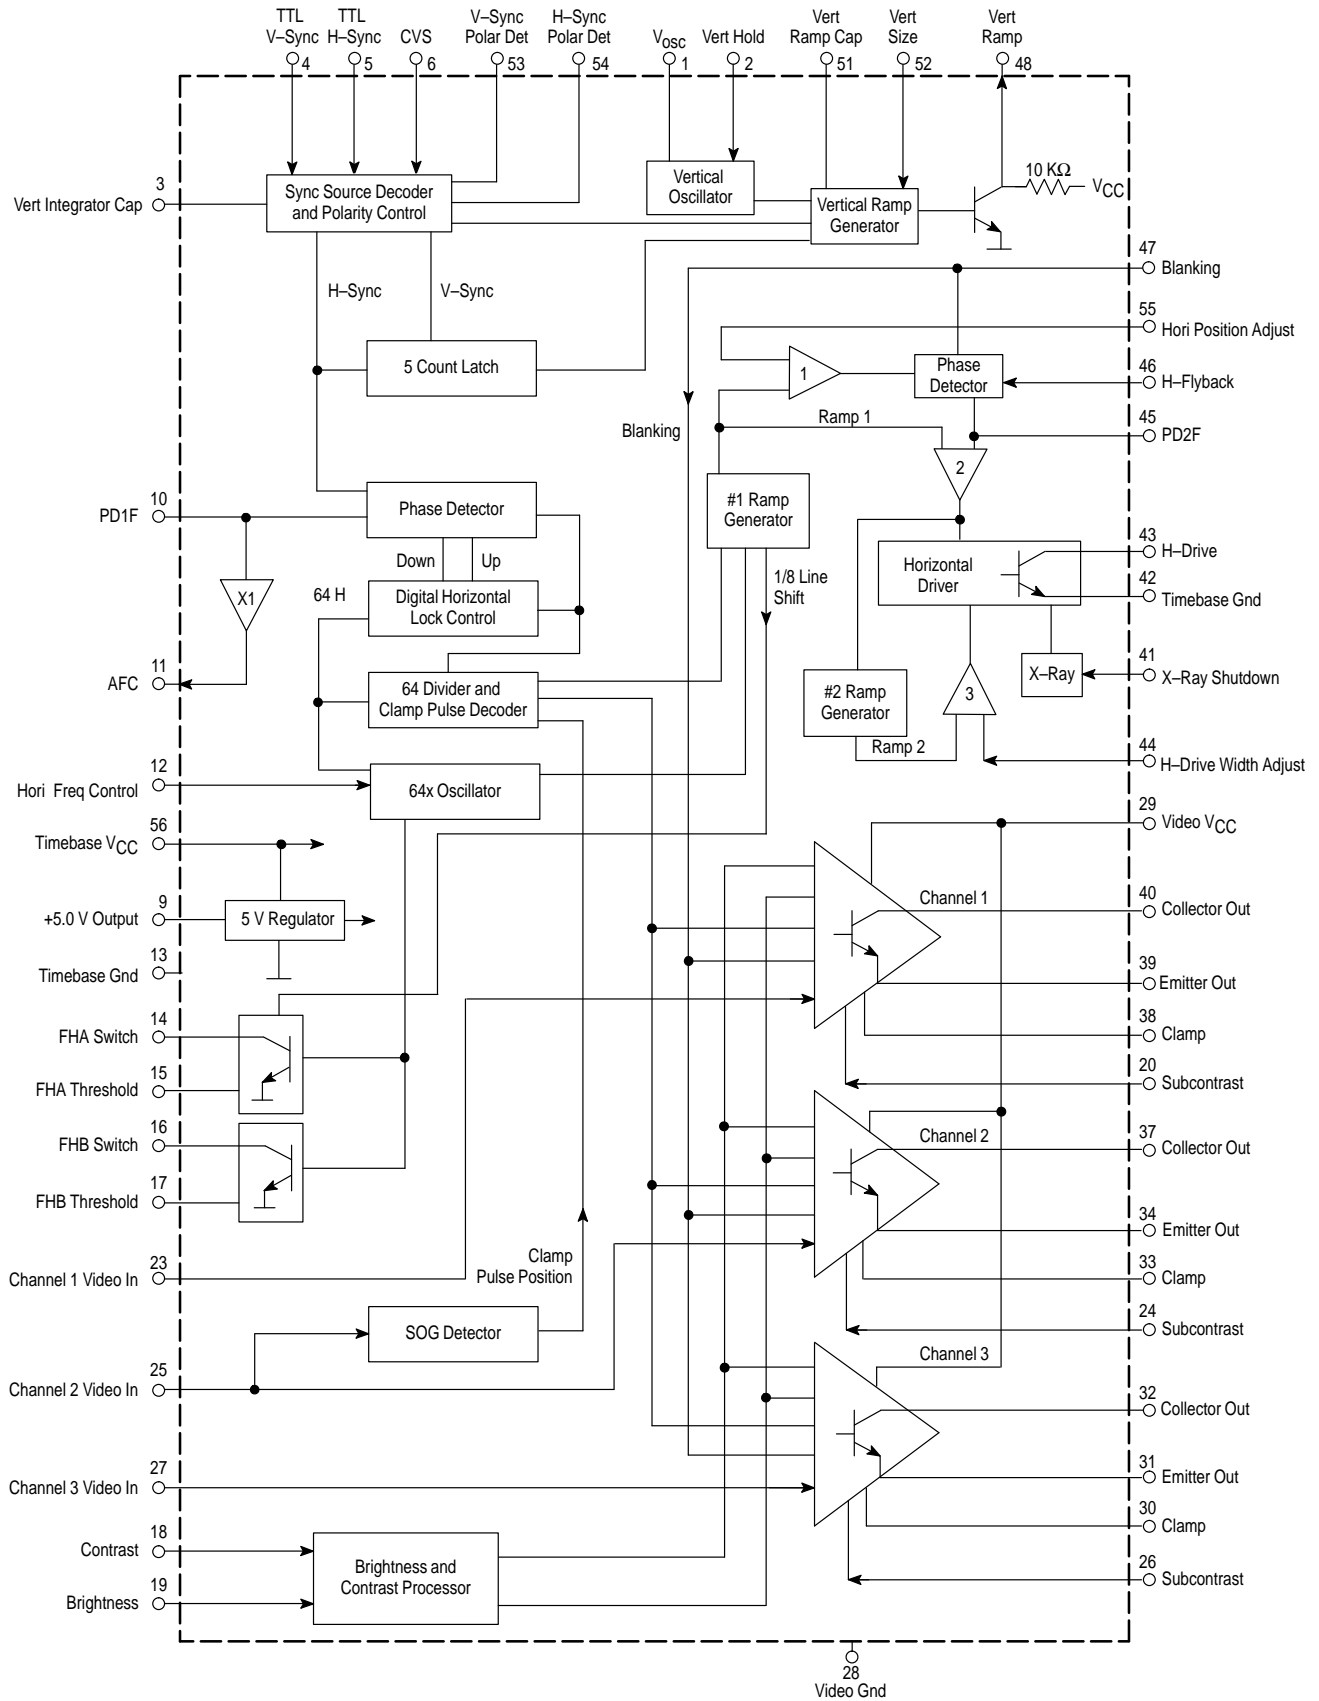 TTL
V–Sync
4
TTL
H–Sync
5
CVS
6
V–Sync
Polar Det
53
H–Sync
Polar Det
54
Vosc
1
Vert Hold
2
Vert
Ramp Cap
51
Vert
Size
52
Vert
Ramp
48
3
Vert Integrator Cap
Sync Source Decoder
and Polarity Control
Vertical
Oscillator
Vertical Ramp
Generator
10 KΩ
VCC
47
Blanking
H–Sync
V–Sync
55
Hori Position Adjust
5 Count Latch
1
Phase
Detector
46
H–Flyback
Blanking
Ramp 1
45
PD2F
2
10
PD1F
Phase Detector
#1 Ramp
Generator
Down
Up
43
H–Drive
Horizontal
Driver
42
Timebase Gnd
1/8 Line
Shift
X1
64 H
Digital Horizontal
Lock Control
11
AFC
64 Divider and
Clamp Pulse Decoder
#2 Ramp
Generator
3
X–Ray
41
X–Ray Shutdown
Ramp 2
44
H–Drive Width Adjust
12
Hori Freq Control
64x Oscillator
56
Timebase VCC
29
Video VCC
9
+5.0 V Output
5 V Regulator
Channel 1
40
Collector Out
13
Timebase Gnd
39
Emitter Out
14
FHA Switch
38
Clamp
15
FHA Threshold
20
Subcontrast
16
FHB Switch
Channel 2
37
Collector Out
17
FHB Threshold
34
Emitter Out
23
Channel 1 Video In
Clamp
Pulse Position
33
Clamp
SOG Detector
24
Subcontrast
25
Channel 2 Video In
Channel 3
32
Collector Out
27
Channel 3 Video In
31
Emitter Out
18
Contrast
30
Clamp
Brightness and
Contrast Processor
19
Brightness
26
Subcontrast
28
Video Gnd